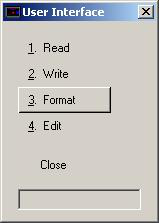 User Interface
1. Read
2. Write
3. Format
4. Edit
Close